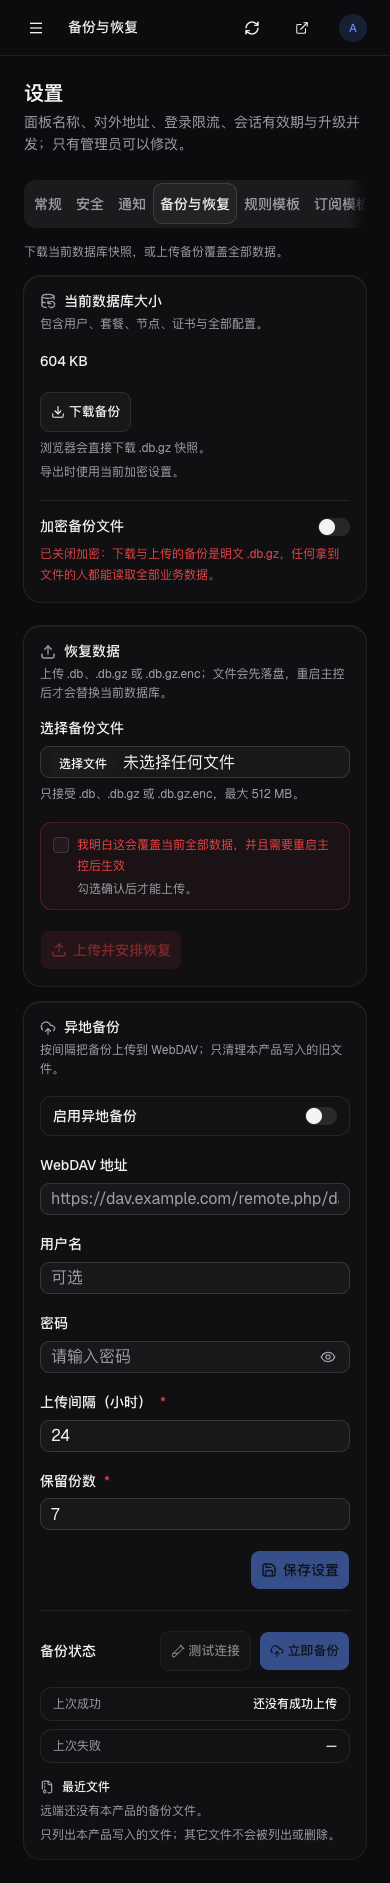 备份与恢复
A
设置
面板名称、对外地址、登录限流、会话有效期与升级并
发；只有管理员可以修改。
常规 安全 通知 备份与恢复 规则模板 订阅模
下载当前数据库快照，或上传备份覆盖全部数据。
当前数据库大小
包含用户、套餐、节点、证书与全部配置。
604 KB
下载备份
浏览器会直接下载 .db.gz 快照。
导出时使用当前加密设置。
加密备份文件
已关闭加密：下载与上传的备份是明文 .db.gz，任何拿到
文件的人都能读取全部业务数据。
恢复数据
上传 .db、.db.gz 或 .db.gz.enc；文件会先落盘，重启主控
后才会替换当前数据库。
选择备份文件
选择文件 未选择任何文件
只接受 .db、.db.gz 或 .db.gz.enc，最大 512 MB。
我明白这会覆盖当前全部数据，并且需要重启主
控后生效
勾选确认后才能上传。
上传并安排恢复
异地备份
按间隔把备份上传到 WebDAV；只清理本产品写入的旧文
件。
启用异地备份
WebDAV 地址
https://dav.example.com/remote.php/da
用户名
可选
密码
请输入密码
上传间隔（小时） *
24
保留份数 *
7
保存设置
备份状态
测试连接
立即备份
上次成功 还没有成功上传
上次失败 —
最近文件
远端还没有本产品的备份文件。
只列出本产品写入的文件；其它文件不会被列出或删除。